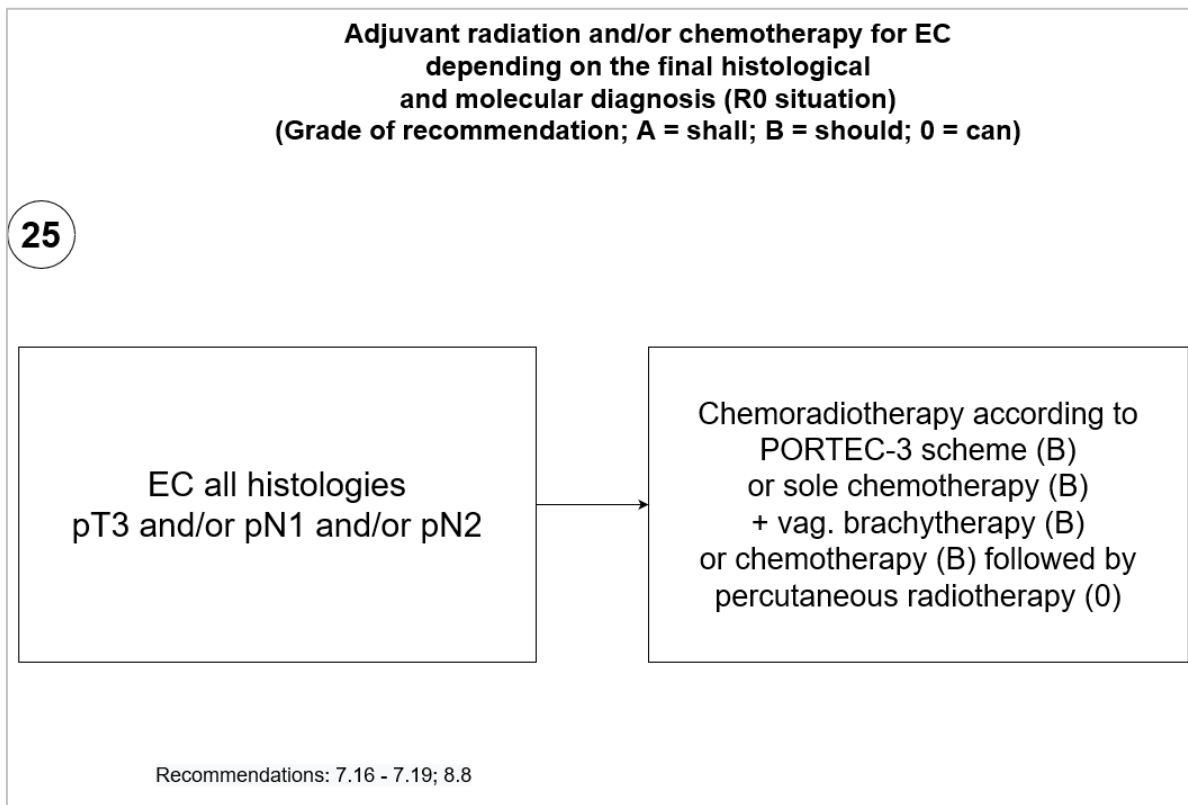 Adjuvant radiation and/or chemotherapy for EC
depending on the final histological
and molecular diagnosis (R0 situation)
(Grade of recommendation; A = shall; B = should; 0 = can)
25
EC all histologies
pT3 and/or pN1 and/or pN2
Chemoradiotherapy according to
PORTEC-3 scheme (B)
or sole chemotherapy (B)
+ vag. brachytherapy (B)
or chemotherapy (B) followed by
percutaneous radiotherapy (0)
Recommendations: 7.16 - 7.19; 8.8